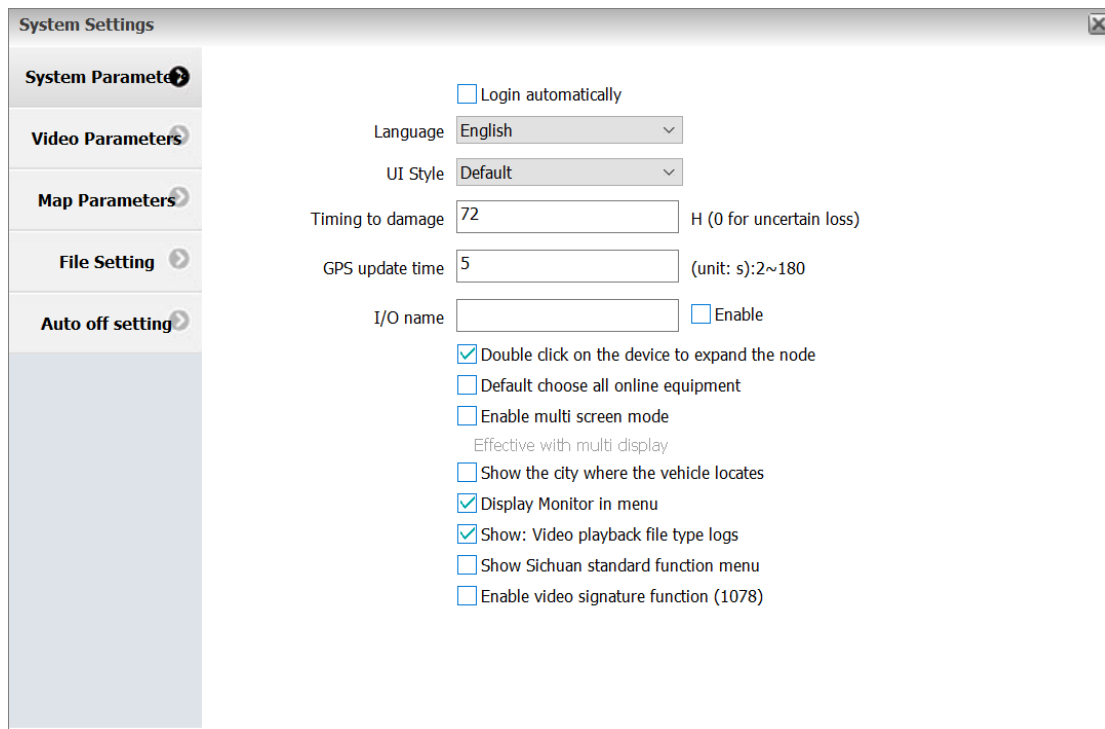 System Settings
System Paramete
Video Parameters
Map Parameters
File Setting
Auto off setting
Login automatically
Language English
UI Style Default
Timing to damage 72 H (0 for uncertain loss)
GPS update time 5 (unit: s):2~180
I/O name Enable
Double click on the device to expand the node
Default choose all online equipment
Enable multi screen mode
Effective with multi display
Show the city where the vehicle locates
Display Monitor in menu
Show: Video playback file type logs
Show Sichuan standard function menu
Enable video signature function (1078)